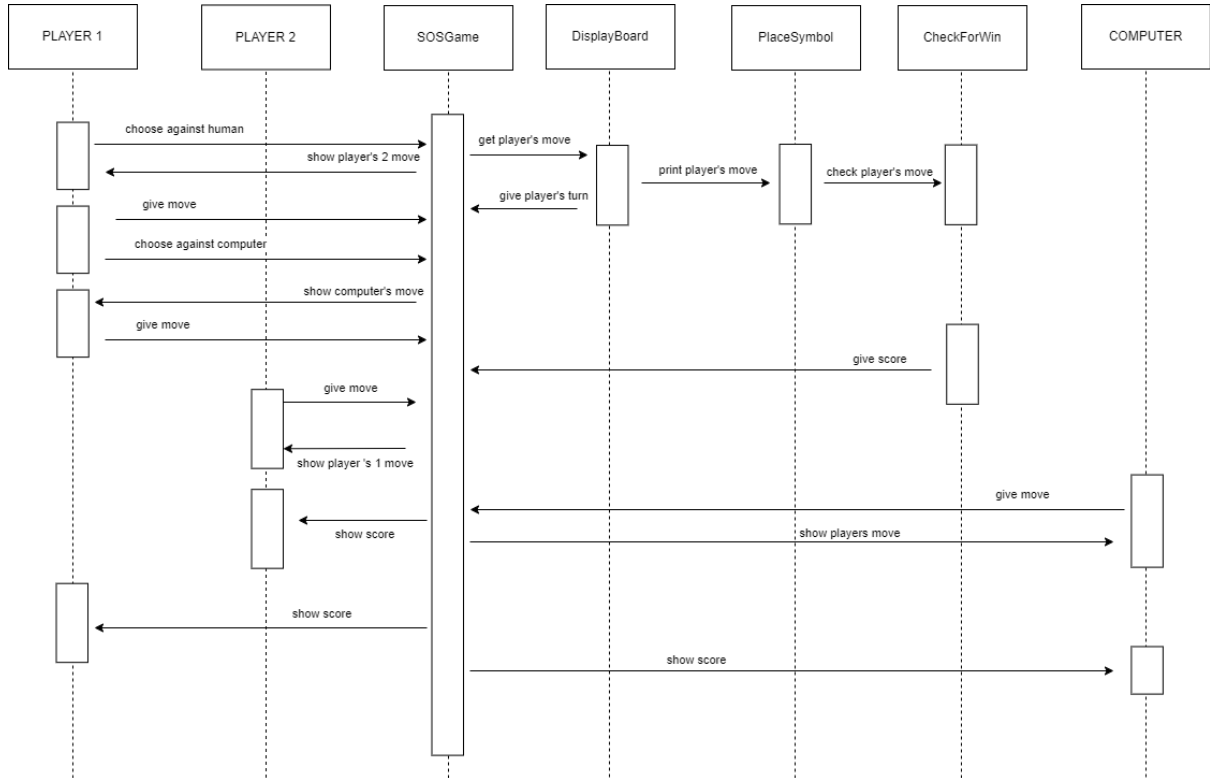 PLAYER 1
PLAYER 2
SOSGame
DisplayBoard
PlaceSymbol
CheckForWin
COMPUTER
choose against human
get player's move
show player's 2 move
print player's move
check player's move
give player's turn
give move
choose against computer
show computer's move
give move
give score
give move
show player 's 1 move
give move
show score
show players move
show score
show score